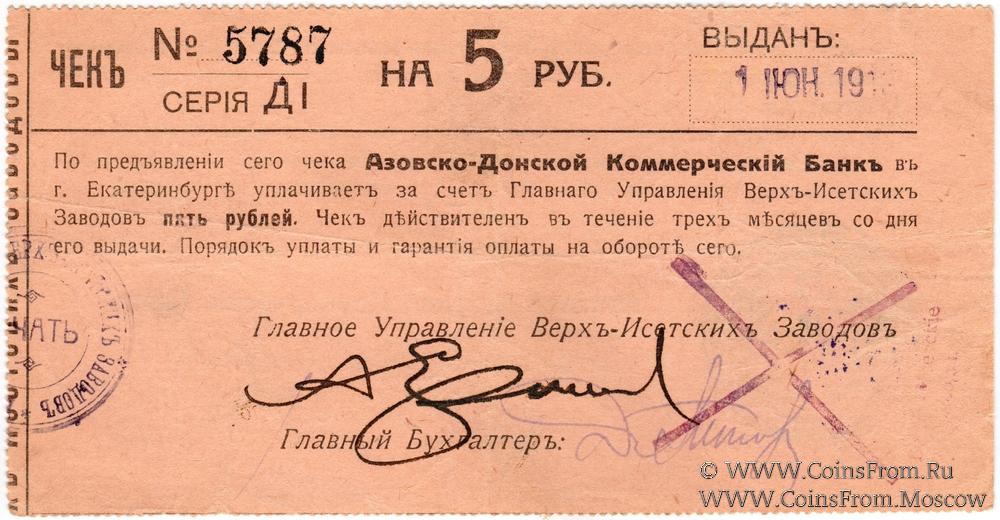 ЧЕКЪ
№ 5787
СЕРІЯ Д I
НА 5 РУБ.
ВЫДАНЪ:
1 ІЮН. 1918
По предъявленіи сего чека Азовско-Донской Коммерческій Банкъ въ
г. Екатеринбургѣ уплачиваетъ за счетъ Главнаго Управленія Верхъ-Исетскихъ
Заводовъ пять рублей. Чекъ дѣйствителенъ въ теченіе трехъ мѣсяцевъ со дня
его выдачи. Порядокъ уплаты и гарантія оплаты на оборотѣ сего.
ЧАТЬ
ЗАВОДОВЪ
Главное Управленіе Верхъ-Исетскихъ Заводовъ
Главный Бухгалтеръ:
© WWW.CoinsFrom.Ru
WWW.CoinsFrom.Moscow